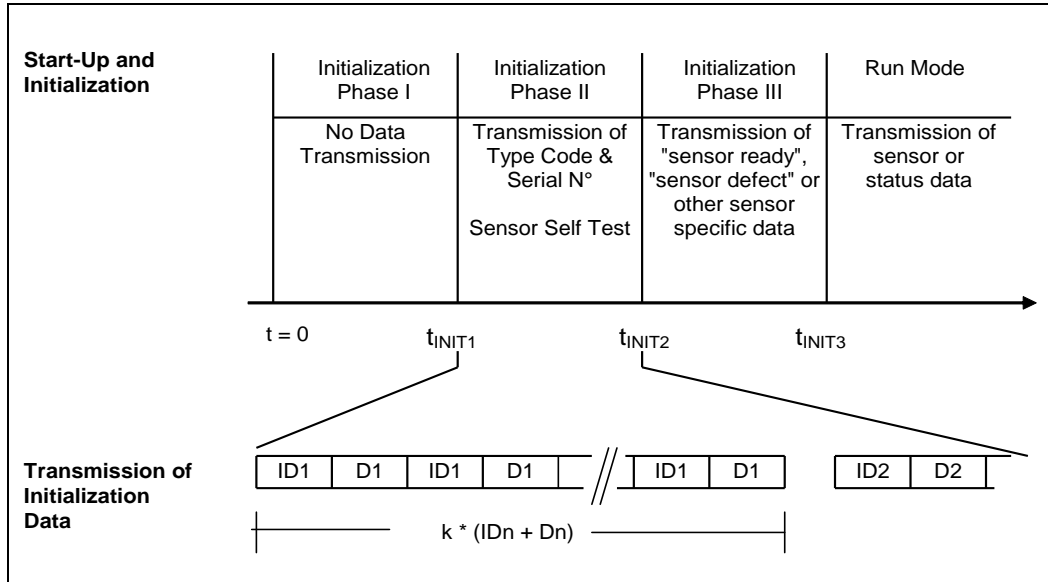 Start-Up and
Initialization
Initialization
Phase I
Initialization
Phase II
Initialization
Phase III
Run Mode
No Data
Transmission
Transmission of
Type Code &
Serial N°
Sensor Self Test
Transmission of
"sensor ready",
"sensor defect" or
other sensor
specific data
Transmission of
sensor or
status data
t = 0
tINIT1
tINIT2
tINIT3
Transmission of
Initialization
Data
ID1 D1 ID1 D1 ID1 D1 ID2 D2
k * (IDn + Dn)